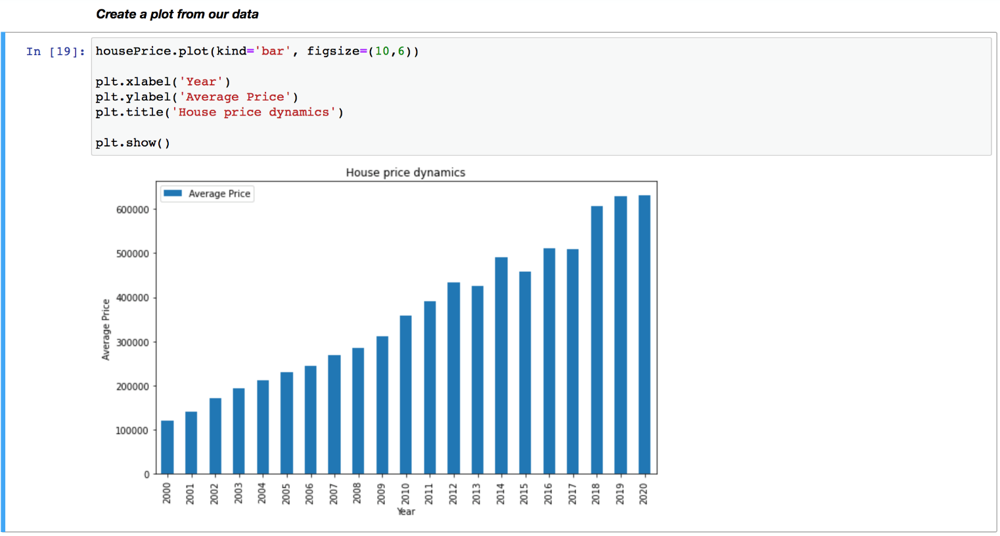 Create a plot from our data
In [19]:
housePrice.plot(kind='bar', figsize=(10,6))
plt.xlabel('Year')
plt.ylabel('Average Price')
plt.title('House price dynamics')
plt.show()
House price dynamics
Average Price
600000
500000
400000
300000
200000
100000
0
Average Price
2000 2001 2002 2003 2004 2005 2006 2007 2008 2009 2010 2011 2012 2013 2014 2015 2016 2017 2018 2019 2020
Year